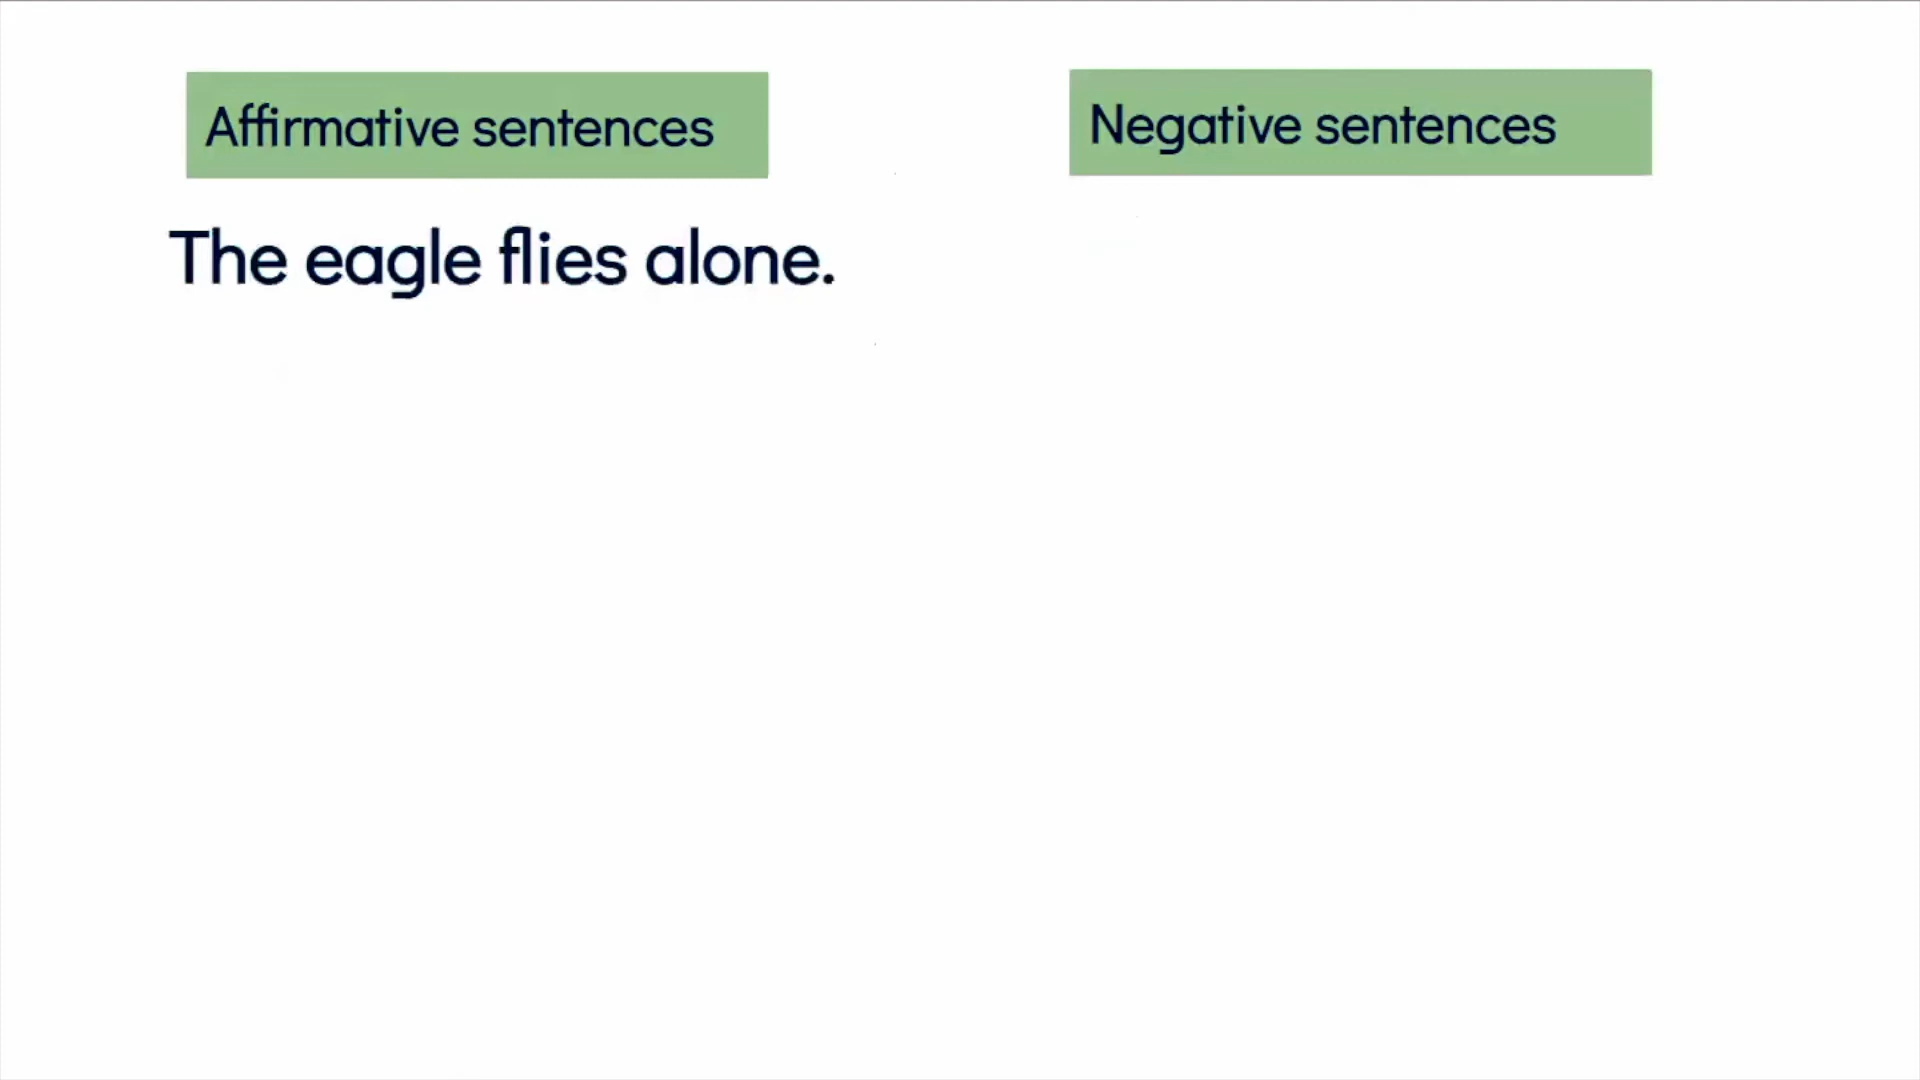 Affirmative sentences
Negative sentences
The eagle flies alone.